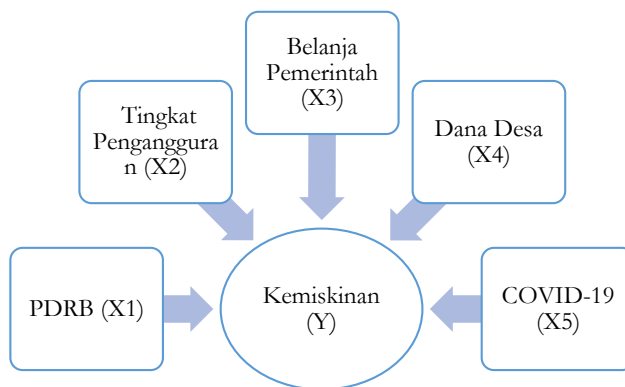 Belanja
Pemerintah
(X3)
Tingkat
Penganggura
n (X2)
Dana Desa
(X4)
PDRB (X1)
Kemiskinan
(Y)
COVID-19
(X5)